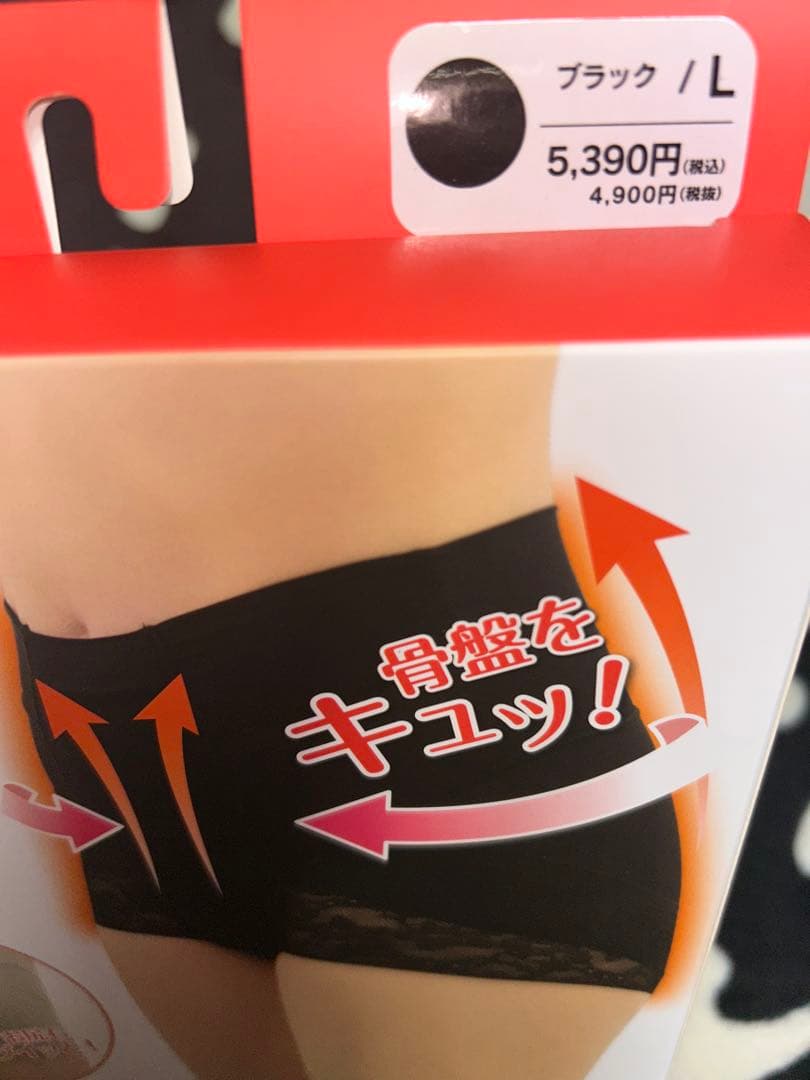 ブラック / L
5,390円(税込)
4,900円(税抜)
骨盤を
キュッ!